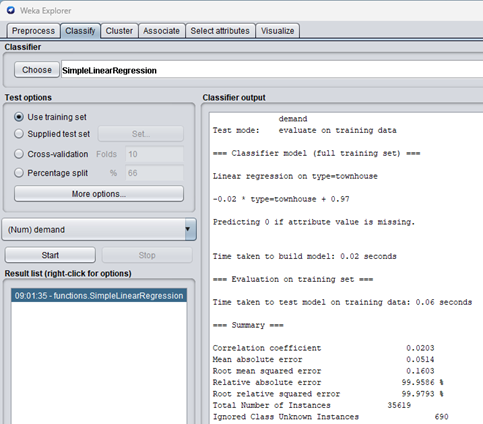 Weka Explorer
Preprocess Classify Cluster Associate Select attributes Visualize
Classifier
Choose SimpleLinearRegression
Test options
Use training set
Supplied test set Set...
Cross-validation Folds 10
Percentage split % 66
More options...
(Num) demand
Start Stop
Result list (right-click for options)
09:01:35 - functions.SimpleLinearRegression
Classifier output
demand
Test mode: evaluate on training data
=== Classifier model (full training set) ===
Linear regression on type=townhouse
-0.02 * type=townhouse + 0.97
Predicting 0 if attribute value is missing.
Time taken to build model: 0.02 seconds
=== Evaluation on training set ===
Time taken to test model on training data: 0.06 seconds
=== Summary ===
Correlation coefficient 0.0203
Mean absolute error 0.0514
Root mean squared error 0.1603
Relative absolute error 99.9586 %
Root relative squared error 99.9793 %
Total Number of Instances 35619
Ignored Class Unknown Instances 690